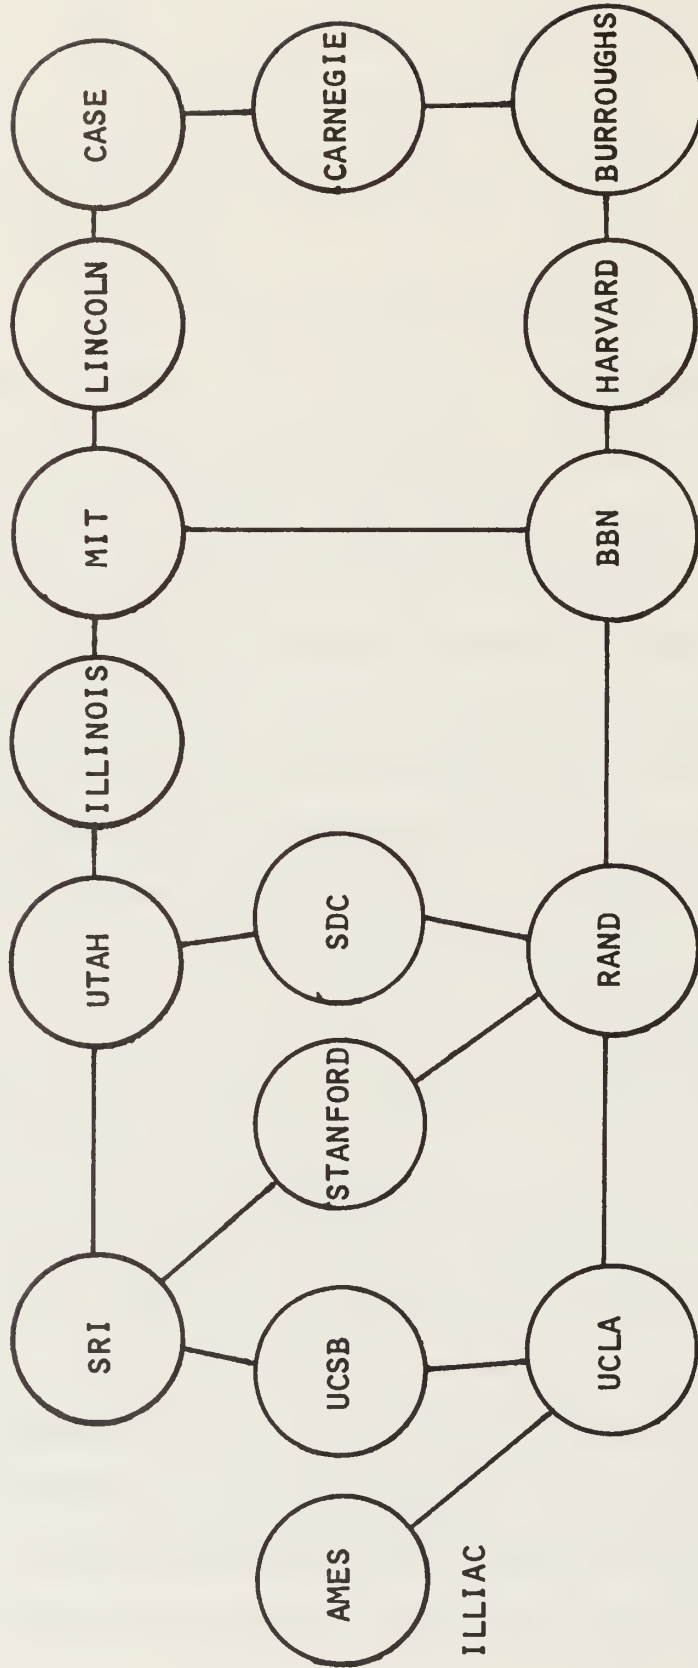 SRI
UTAH
ILLINOIS
MIT
LINCOLN
CASE
AMES
UCSB
STANFORD
SDC
CARNEGIE
ILLIAC
UCLA
RAND
BBN
HARVARD
BURROUGHS